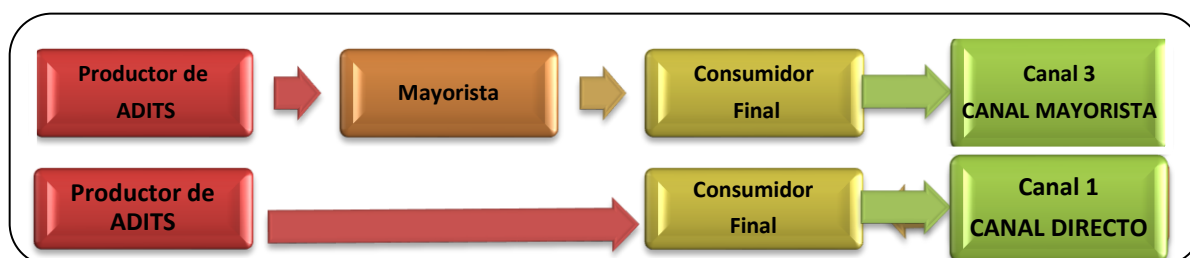 Productor de
ADITS
Mayorista
Consumidor
Final
Canal 3
CANAL MAYORISTA
Productor de
ADITS
Consumidor
Final
Canal 1
CANAL DIRECTO